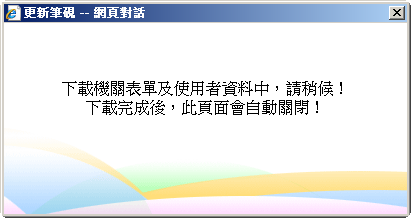 更新筆硯 -- 網頁對話
下載機關表單及使用者資料中，請稍候！
下載完成後，此頁面會自動關閉！